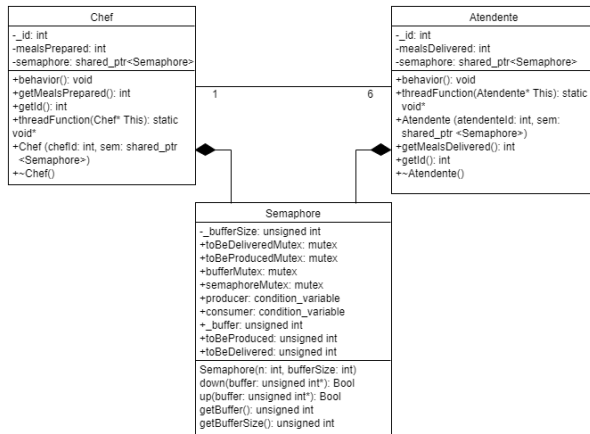 Chef
-_id: int
-mealsPrepared: int
-semaphore: shared_ptr<Semaphore>
+behavior(): void
+getMealsPrepared(): int
+getId(): int
+threadFunction(Chef* This): static
void*
+Chef (chefId: int, sem: shared_ptr
<Semaphore>)
+~Chef()
1
6
Atendente
-_id: int
-mealsDelivered: int
-semaphore: shared_ptr<Semaphore>
+behavior(): void
+threadFunction(Atendente* This): static
void*
+Atendente (atendenteId: int, sem:
shared_ptr <Semaphore>)
+getMealsDelivered(): int
+getId(): int
+~Atendente()
Semaphore
-_bufferSize: unsigned int
+toBeDeliveredMutex: mutex
+toBeProducedMutex: mutex
+bufferMutex: mutex
+semaphoreMutex: mutex
+producer: condition_variable
+consumer: condition_variable
+_buffer: unsigned int
+toBeProduced: unsigned int
+toBeDelivered: unsigned int
Semaphore(n: int, bufferSize: int)
down(buffer: unsigned int*): Bool
up(buffer: unsigned int*): Bool
getBuffer(): unsigned int
getBufferSize(): unsigned int